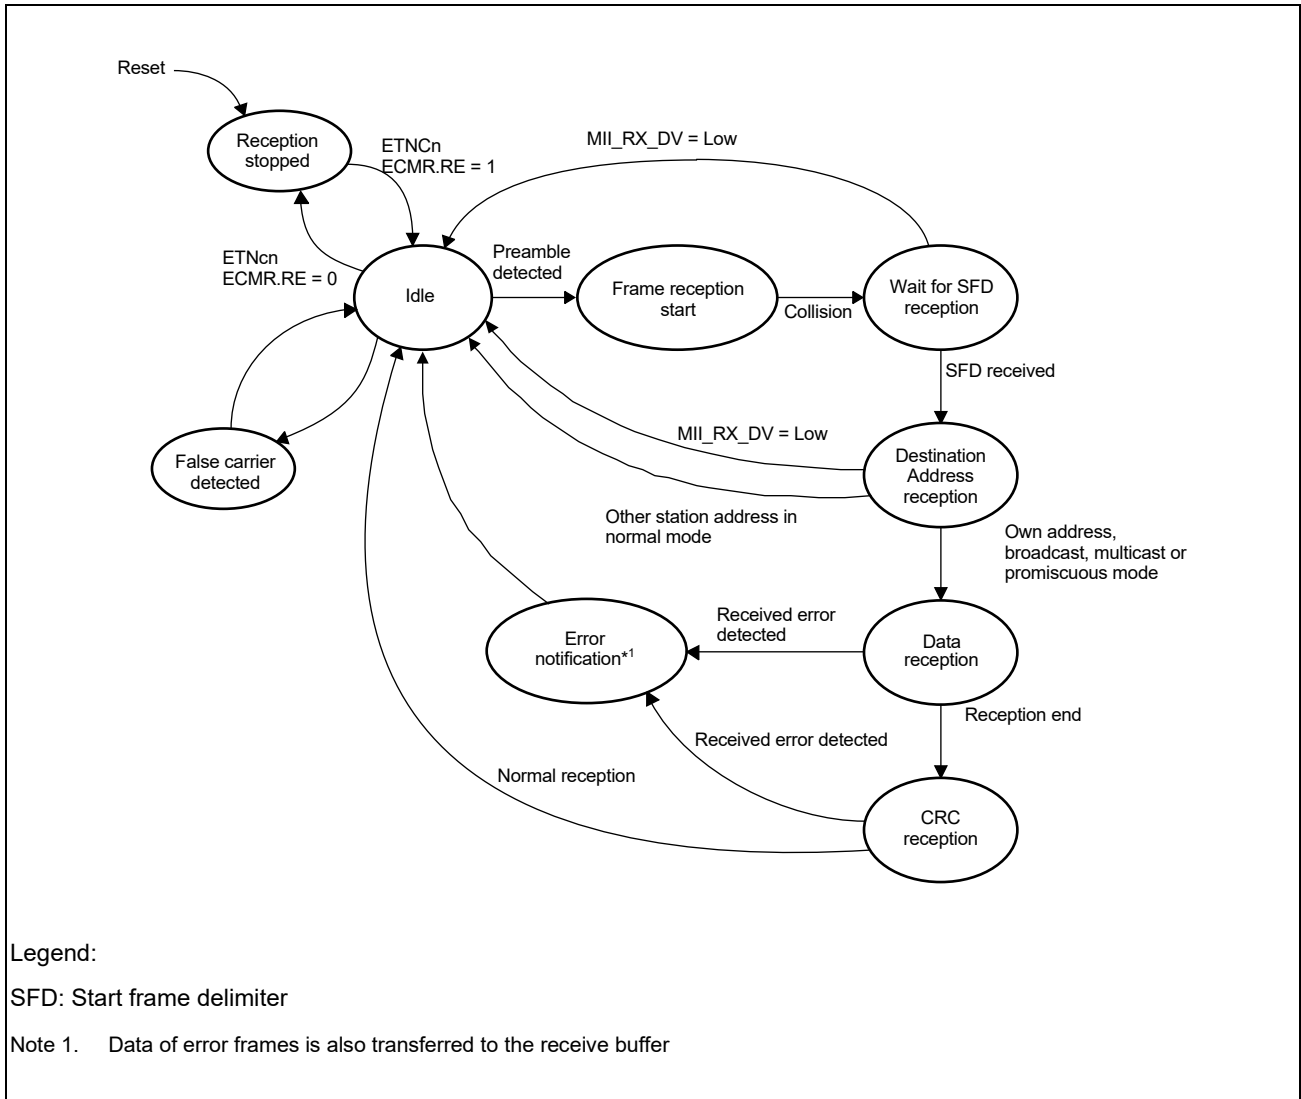 Reset
Reception
stopped
ETNCn
ECMR.RE = 1
MII_RX_DV = Low
ETNcn
ECMR.RE = 0
Idle
Preamble
detected
Frame reception
start
Collision
Wait for SFD
reception
SFD received
False carrier
detected
MII_RX_DV = Low
Destination
Address
reception
Other station address in
normal mode
Own address,
broadcast, multicast or
promiscuous mode
Error
notification*1
Received error
detected
Data
reception
Reception end
Received error detected
Normal reception
CRC
reception
Legend:
SFD: Start frame delimiter
Note 1. Data of error frames is also transferred to the receive buffer